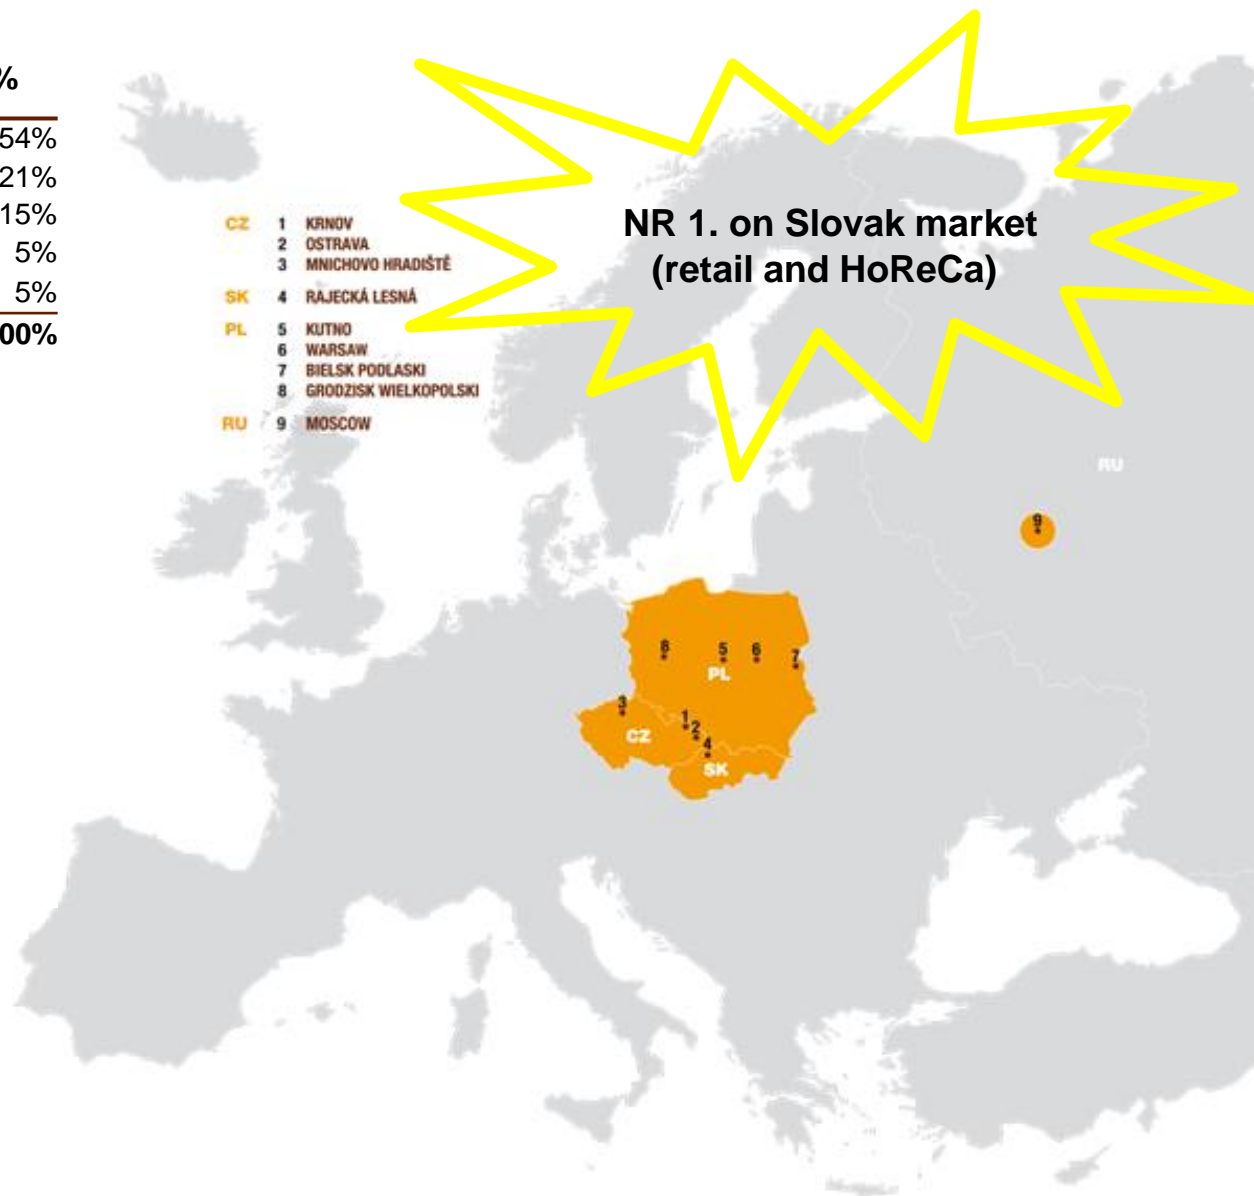 %
54%
21%
15%
5%
5%
00%
NR 1. on Slovak market
(retail and HoReCa)
CZ 1 KRNOV
2 OSTRAVA
3 MNICHOVO HRADIŠTĚ
SK 4 RAJECKÁ LESNÁ
PL 5 KUTNO
6 WARSAW
7 BIELSK PODLASKI
8 GRODZISK WIELKOPOLSKI
RU 9 MOSCOW
RU
9
8 5 6 7
PL
3
1
2
CZ
4
SK